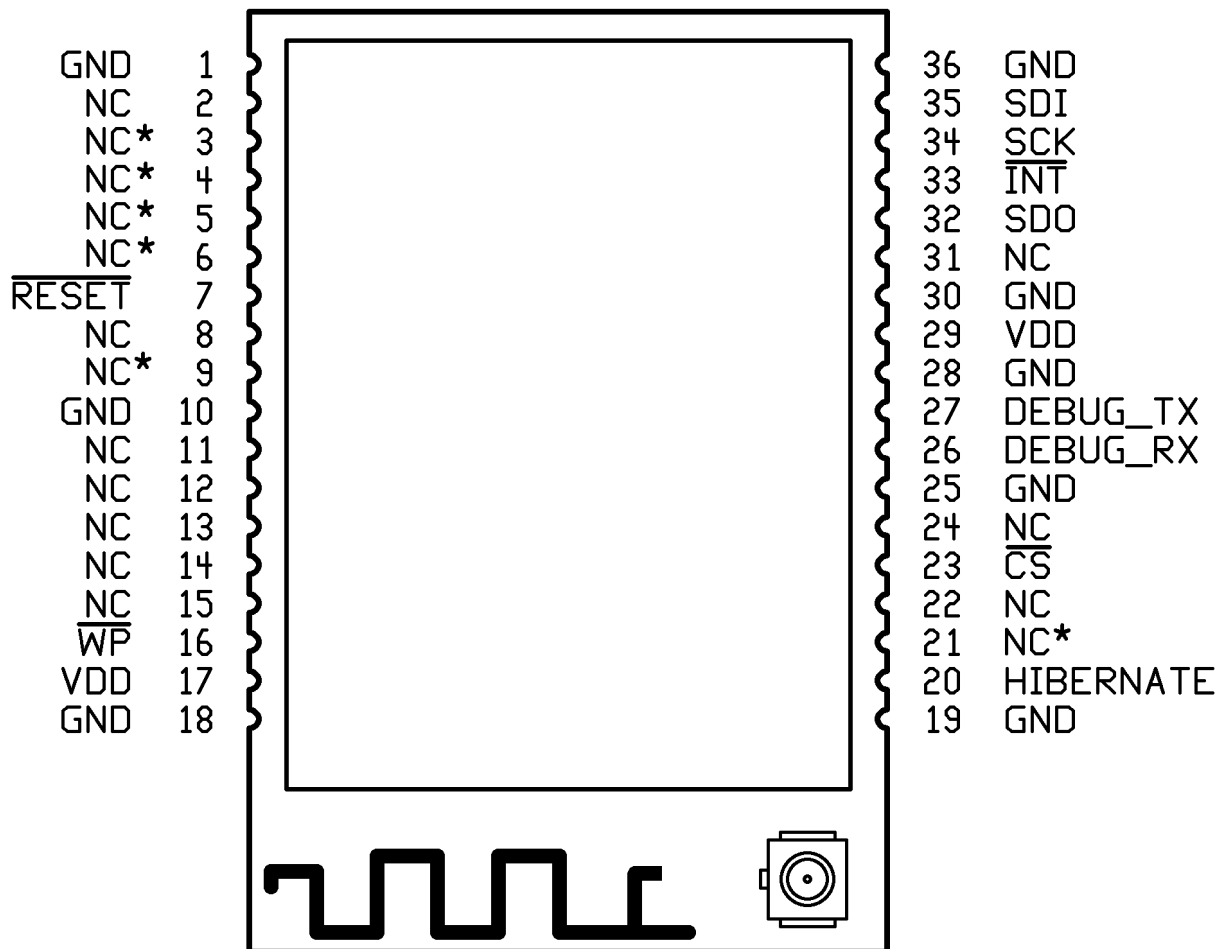 GND 1 36 GND
NC 2 35 SDI
NC* 3 34 SCK
NC* 4 33 INT
NC* 5 32 SDO
NC* 6 31 NC
RESET 7 30 GND
NC 8 29 VDD
NC* 9 28 GND
GND 10 27 DEBUG_TX
NC 11 26 DEBUG_RX
NC 12 25 GND
NC 13 24 NC
NC 14 23 CS
NC 15 22 NC
WP 16 21 NC*
VDD 17 20 HIBERNATE
GND 18 19 GND